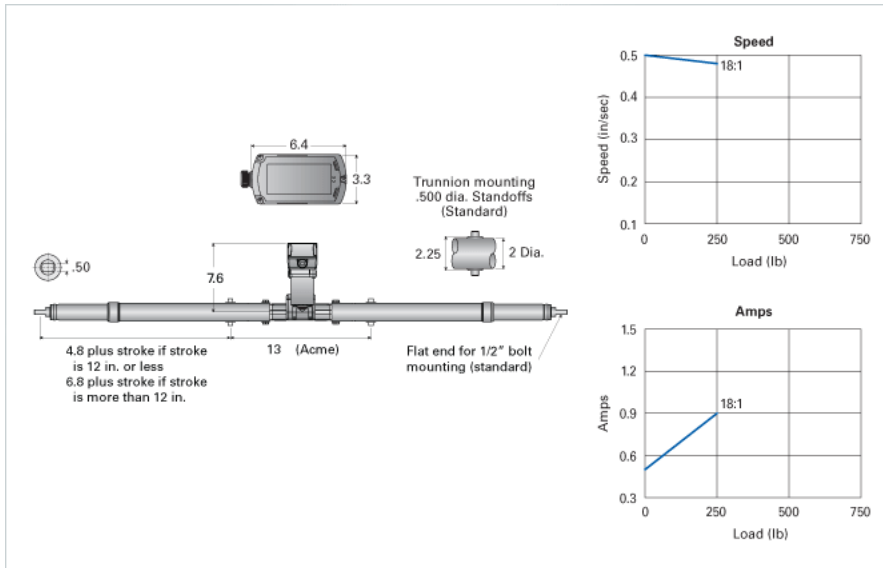 6.4
3.3
Trunnion mounting
.500 dia. Standoffs
(Standard)
2.25
2 Dia.
.50
7.6
4.8 plus stroke if stroke
is 12 in. or less
6.8 plus stroke if stroke
is more than 12 in.
13 (Acme)
Flat end for 1/2" bolt
mounting (standard)
Speed
Speed (in/sec)
0.5
0.4
0.3
0.2
0.1
18:1
0 250 500 750
Load (lb)
Amps
Amps
1.5
1.2
0.9
0.6
0.3
18:1
0 250 500 750
Load (lb)